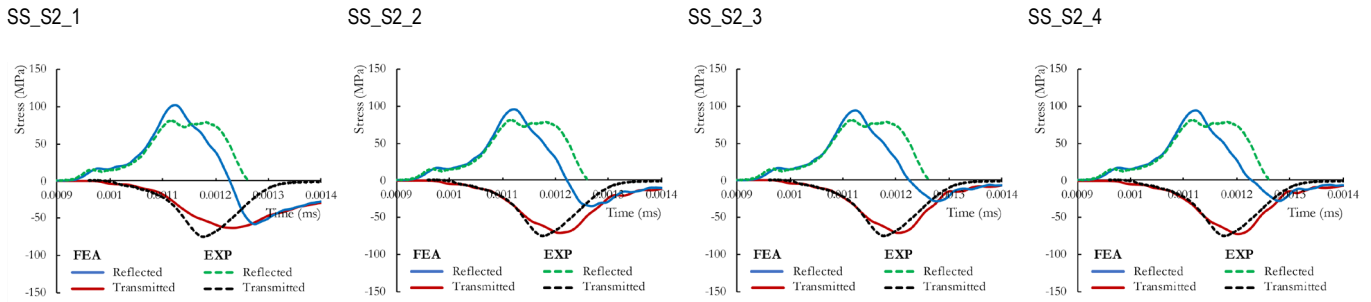 SS_S2_1
SS_S2_2
SS_S2_3
SS_S2_4
150
100
50
0
-50
-100
-150
Stress (MPa)
0.0009
0.001
0.0011
0.0012
0.0013
0.0014
Time (ms)
FEA
EXP
Reflected
Reflected
Transmitted
Transmitted
150
100
50
0
-50
-100
-150
Stress (MPa)
0.0009
0.001
0.0011
0.0012
0.0013
0.0014
Time (ms)
FEA
EXP
Reflected
Reflected
Transmitted
Transmitted
150
100
50
0
-50
-100
-150
Stress (MPa)
0.0009
0.001
0.0011
0.0012
0.0013
0.0014
Time (ms)
FEA
EXP
Reflected
Reflected
Transmitted
Transmitted
150
100
50
0
-50
-100
-150
Stress (MPa)
0.0009
0.001
0.0011
0.0012
0.0013
0.0014
Time (ms)
FEA
EXP
Reflected
Reflected
Transmitted
Transmitted